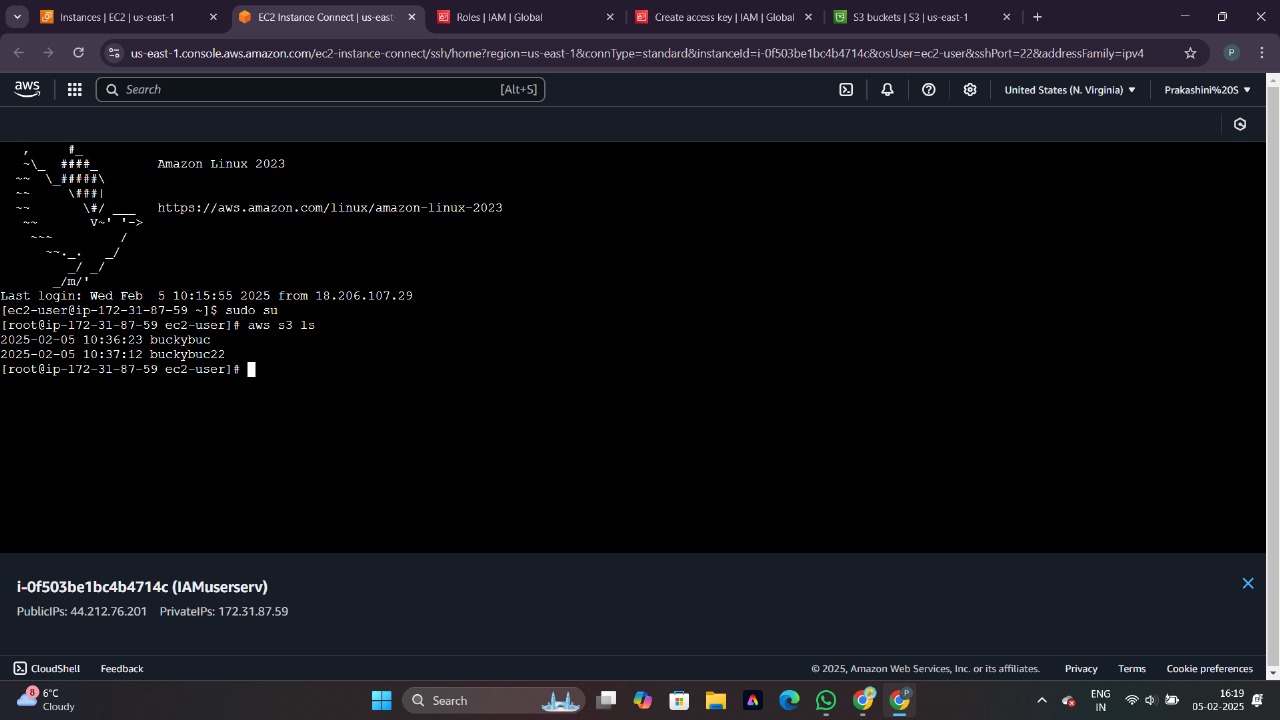 Instances | EC2 | us-east-1
EC2 Instance Connect | us-east-
Roles | IAM | Global
Create access key | IAM | Global
S3 buckets | S3 | us-east-1
us-east-1.console.aws.amazon.com/ec2-instance-connect/ssh/home?region=us-east-1&connType=standard&instanceId=i-0f503be1bc4b4714c&osUser=ec2-user&sshPort=22&addressFamily=ipv4
P
aws
Search
[Alt+S]
United States (N. Virginia)
Prakashini%20S
   ,     #_
   ~\_  ####_        Amazon Linux 2023
  ~~  \_#####\
  ~~     \###|
  ~~       \#/ ___   https://aws.amazon.com/linux/amazon-linux-2023
   ~~       V~' '->
    ~~~         /
      ~~._.   _/
         _/ _/
       _/m/'
Last login: Wed Feb  5 10:15:55 2025 from 18.206.107.29
[ec2-user@ip-172-31-87-59 ~]$ sudo su
[root@ip-172-31-87-59 ec2-user]# aws s3 ls
2025-02-05 10:36:23 buckybuc
2025-02-05 10:37:12 buckybuc22
[root@ip-172-31-87-59 ec2-user]#
i-0f503be1bc4b4714c (IAMuserserv)
PublicIPs: 44.212.76.201 PrivateIPs: 172.31.87.59
CloudShell
Feedback
© 2025, Amazon Web Services, Inc. or its affiliates.
Privacy
Terms
Cookie preferences
8
6°C
Cloudy
Search
P
ENG
IN
16:19
05-02-2025